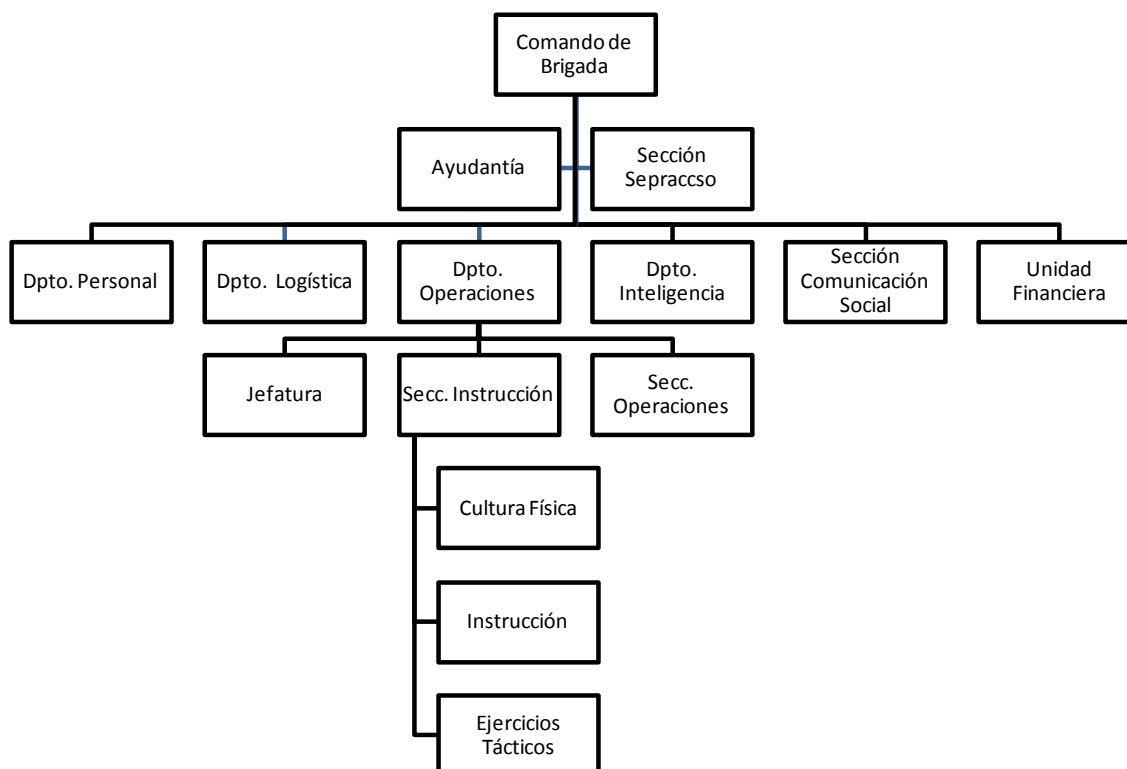 Comando de
Brigada
Ayudantía
Sección
Sepraccso
Dpto. Personal
Dpto. Logística
Dpto.
Operaciones
Dpto.
Inteligencia
Sección
Comunicación
Social
Unidad
Financiera
Jefatura
Secc. Instrucción
Secc.
Operaciones
Cultura Física
Instrucción
Ejercicios
Tácticos